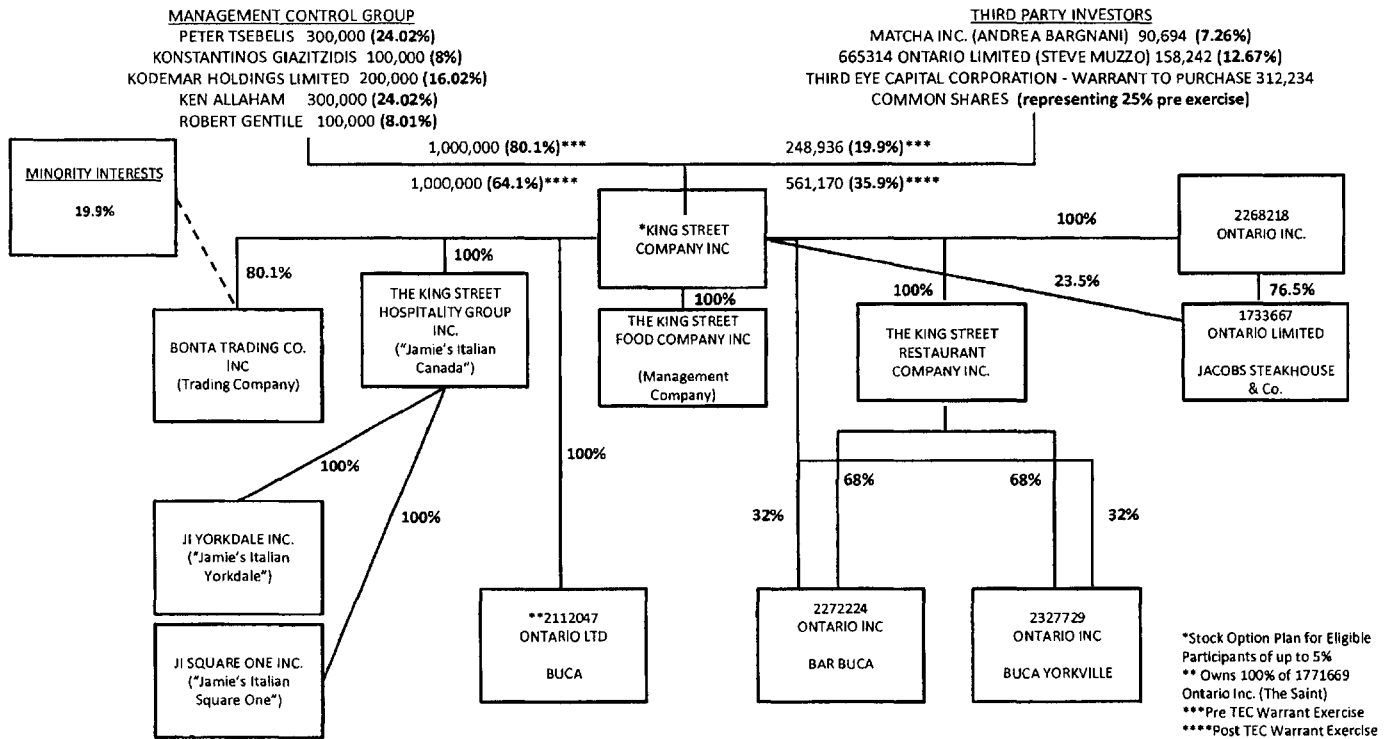 MANAGEMENT CONTROL GROUP
PETER TSEBELIS 300,000 (24.02%)
KONSTANTINOS GIAZITZIDIS 100,000 (8%)
KODEMAR HOLDINGS LIMITED 200,000 (16.02%)
KEN ALLAHAM 300,000 (24.02%)
ROBERT GENTILE 100,000 (8.01%)
THIRD PARTY INVESTORS
MATCHA INC. (ANDREA BARGNANI) 90,694 (7.26%)
665314 ONTARIO LIMITED (STEVE MUZZO) 158,242 (12.67%)
THIRD EYE CAPITAL CORPORATION - WARRANT TO PURCHASE 312,234
COMMON SHARES (representing 25% pre exercise)
1,000,000 (80.1%)***
248,936 (19.9%)***
1,000,000 (64.1%)****
561,170 (35.9%)****
MINORITY INTERESTS
19.9%
*KING STREET
COMPANY INC
100%
2268218
ONTARIO INC.
80.1%
100%
100%
100%
23.5%
76.5%
BONTA TRADING CO.
INC
(Trading Company)
THE KING STREET
HOSPITALITY GROUP
INC.
("Jamie's Italian
Canada")
THE KING STREET
FOOD COMPANY INC
(Management
Company)
THE KING STREET
RESTAURANT
COMPANY INC.
1733667
ONTARIO LIMITED
JACOBS STEAKHOUSE
& Co.
100%
100%
100%
68%
68%
32%
32%
JI YORKDALE INC.
("Jamie's Italian
Yorkdale")
JI SQUARE ONE INC.
("Jamie's Italian
Square One")
**2112047
ONTARIO LTD
BUCA
2272224
ONTARIO INC
BAR BUCA
2327729
ONTARIO INC
BUCA YORKVILLE
*Stock Option Plan for Eligible
Participants of up to 5%
** Owns 100% of 1771669
Ontario Inc. (The Saint)
***Pre TEC Warrant Exercise
****Post TEC Warrant Exercise